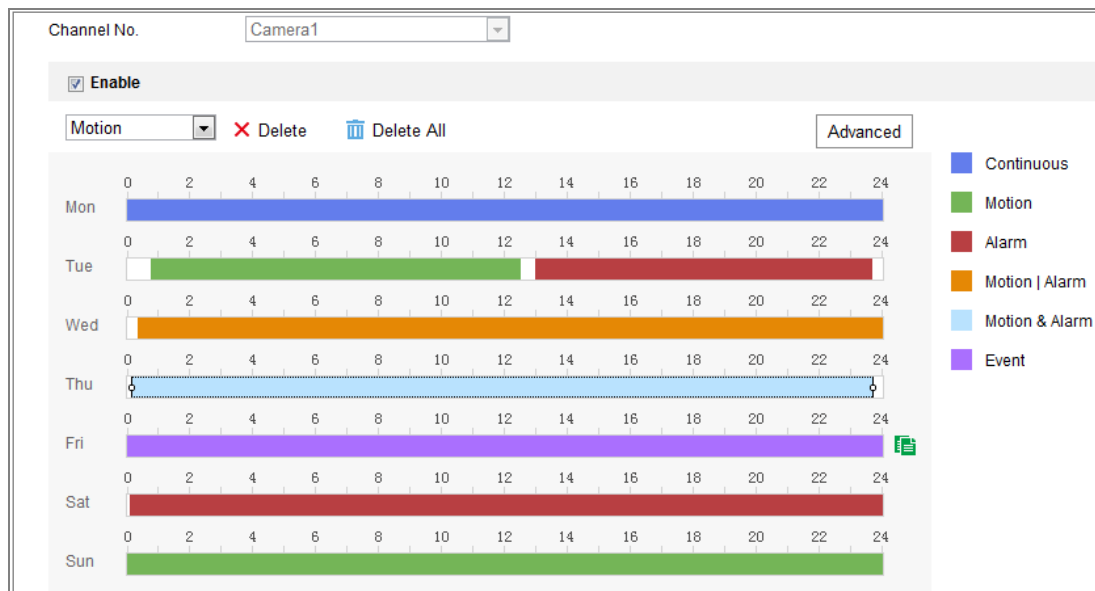 Channel No. Camera1
Enable
Motion Delete Delete All Advanced
Continuous
Motion
Alarm
Motion | Alarm
Motion & Alarm
Event
0 2 4 6 8 10 12 14 16 18 20 22 24
Mon
0 2 4 6 8 10 12 14 16 18 20 22 24
Tue
0 2 4 6 8 10 12 14 16 18 20 22 24
Wed
0 2 4 6 8 10 12 14 16 18 20 22 24
Thu
0 2 4 6 8 10 12 14 16 18 20 22 24
Fri
0 2 4 6 8 10 12 14 16 18 20 22 24
Sat
0 2 4 6 8 10 12 14 16 18 20 22 24
Sun